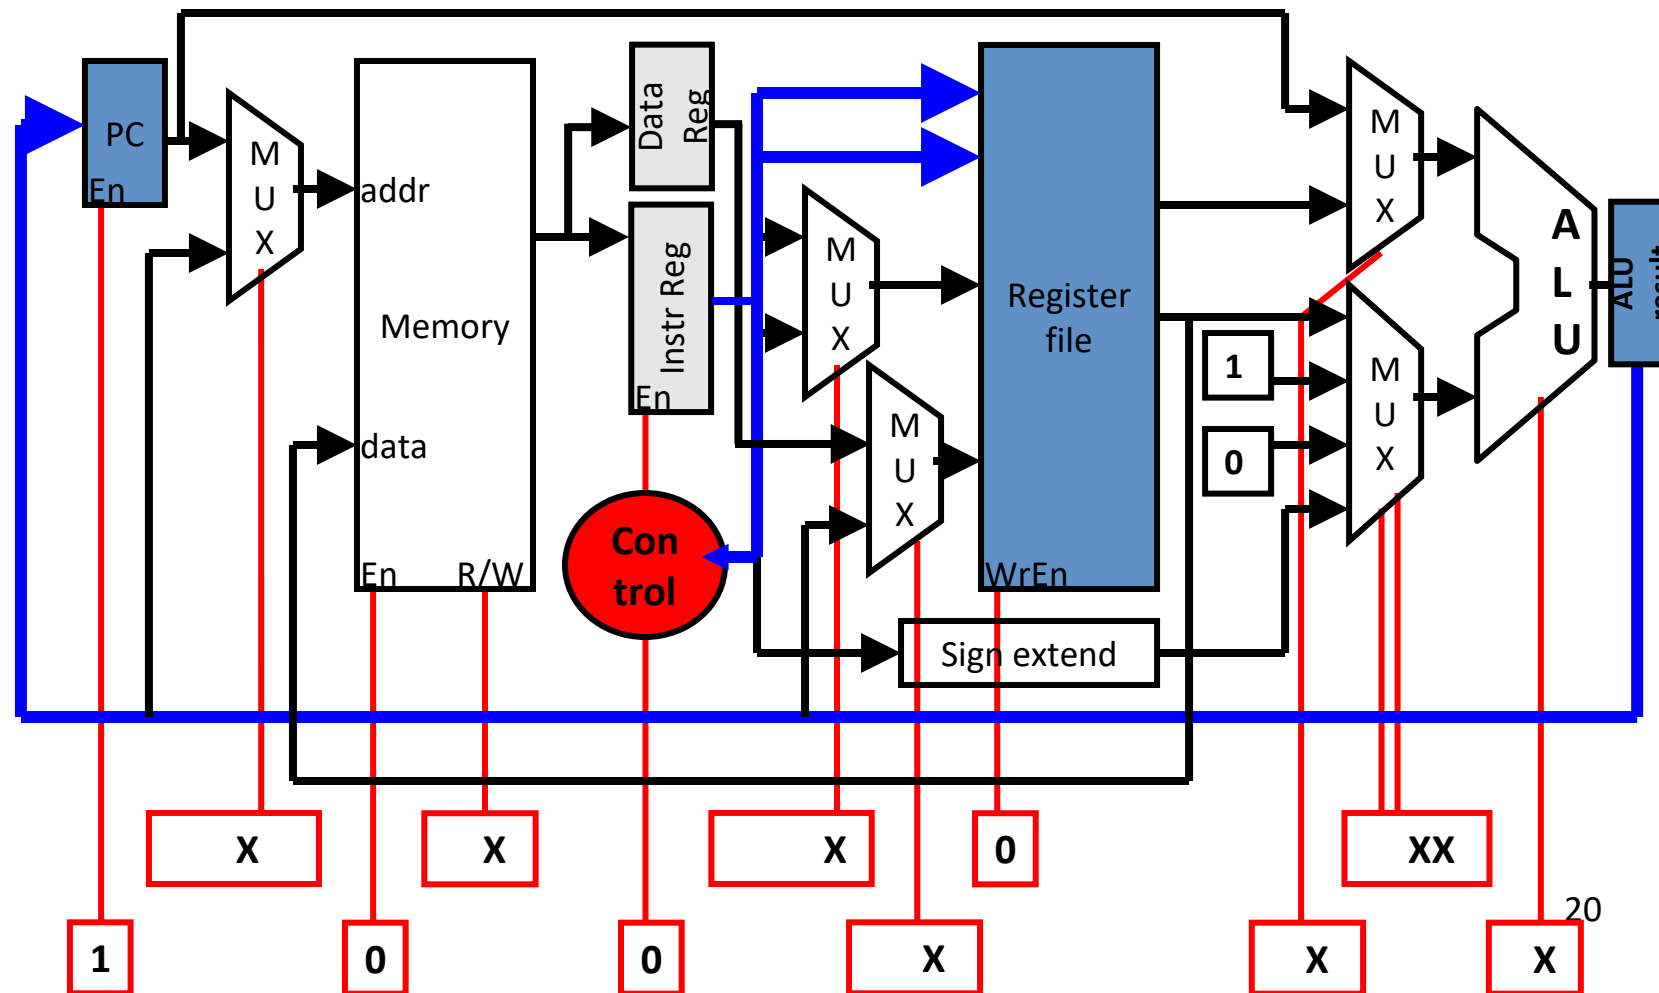 PC
En
M
U
X
addr
Memory
data
En
R/W
Data
Reg
Instr Reg
En
Con
trol
M
U
X
M
U
X
Register
file
WrEn
Sign extend
1
0
M
U
X
M
U
X
A
L
U
ALU
result
X
X
X
0
XX
20
1
0
0
X
X
X